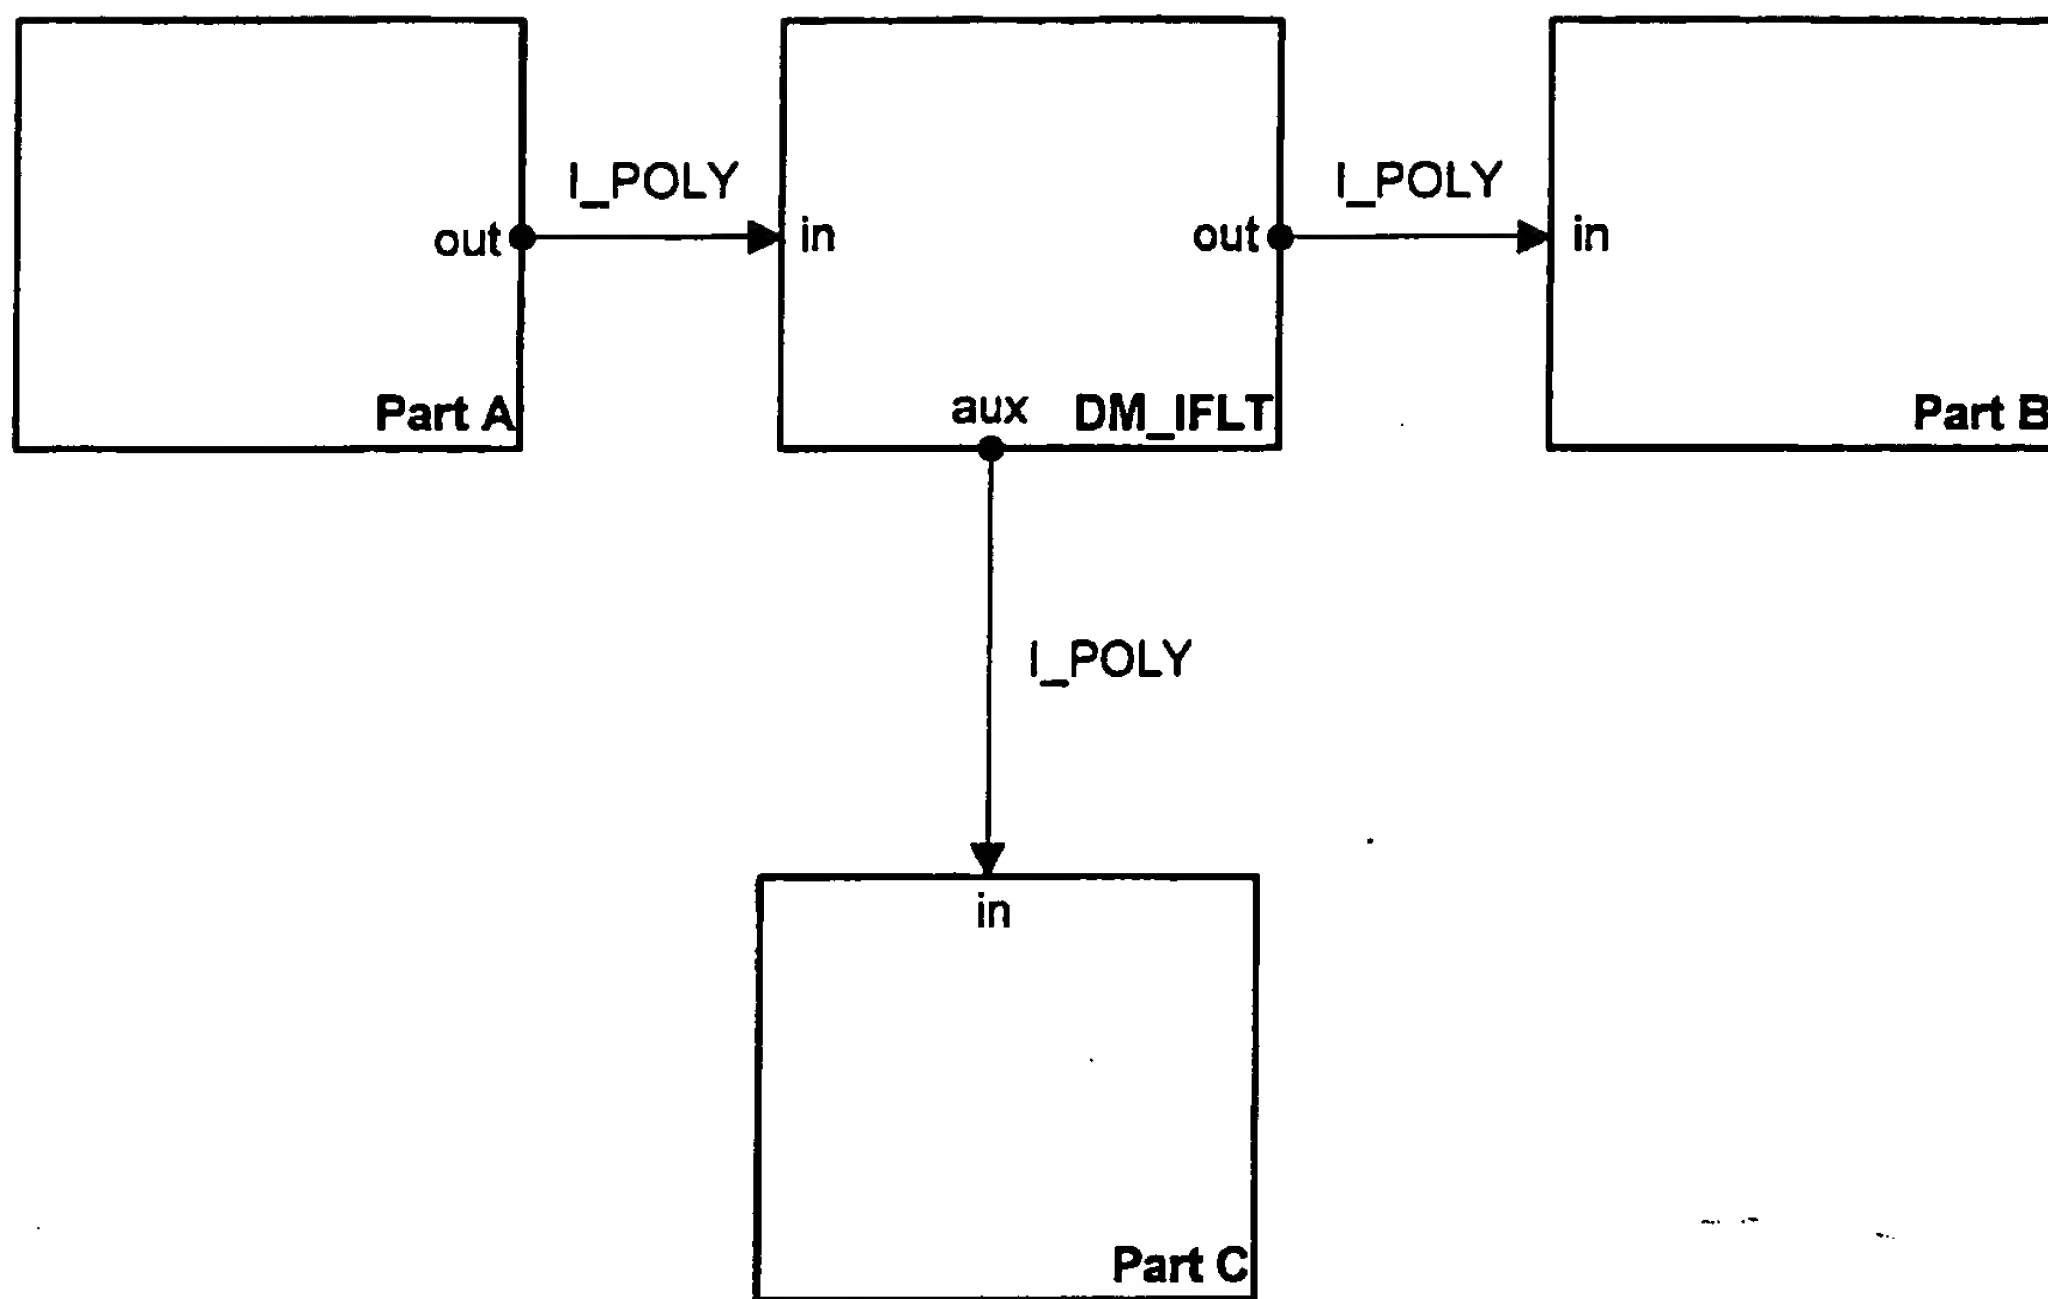 I_POLY
I_POLY
out
in
out
in
Part A
aux
DM_IFLT
Part B
I_POLY
in
Part C